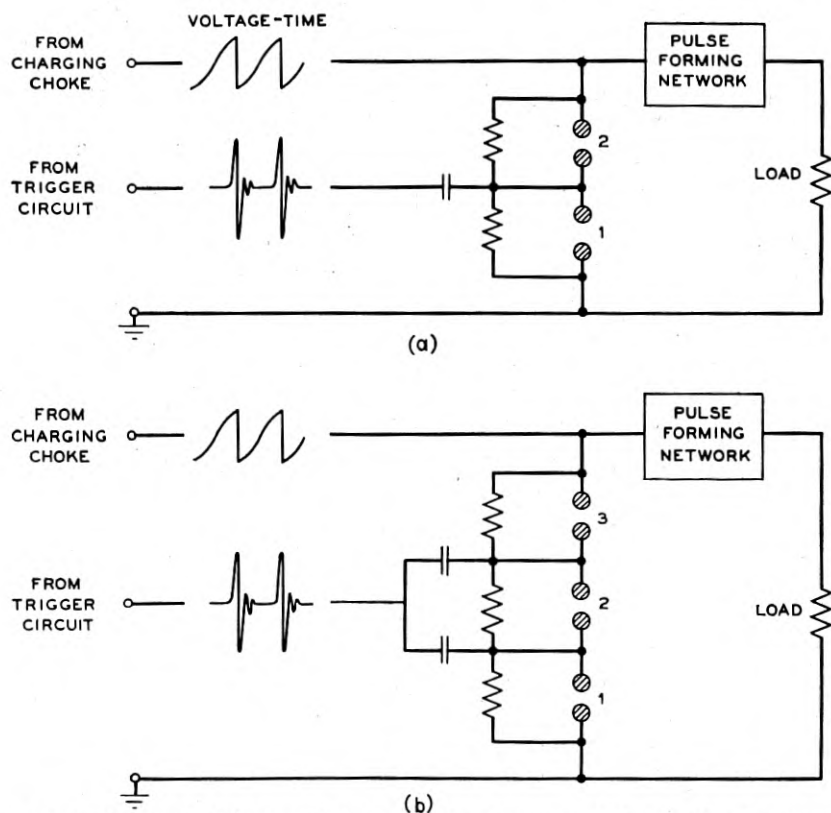 VOLTAGE-TIME
FROM
CHARGING
CHOKE
PULSE
FORMING
NETWORK
2
FROM
TRIGGER
CIRCUIT
LOAD
1
(a)
FROM
CHARGING
CHOKE
PULSE
FORMING
NETWORK
3
FROM
TRIGGER
CIRCUIT
2
LOAD
1
(b)